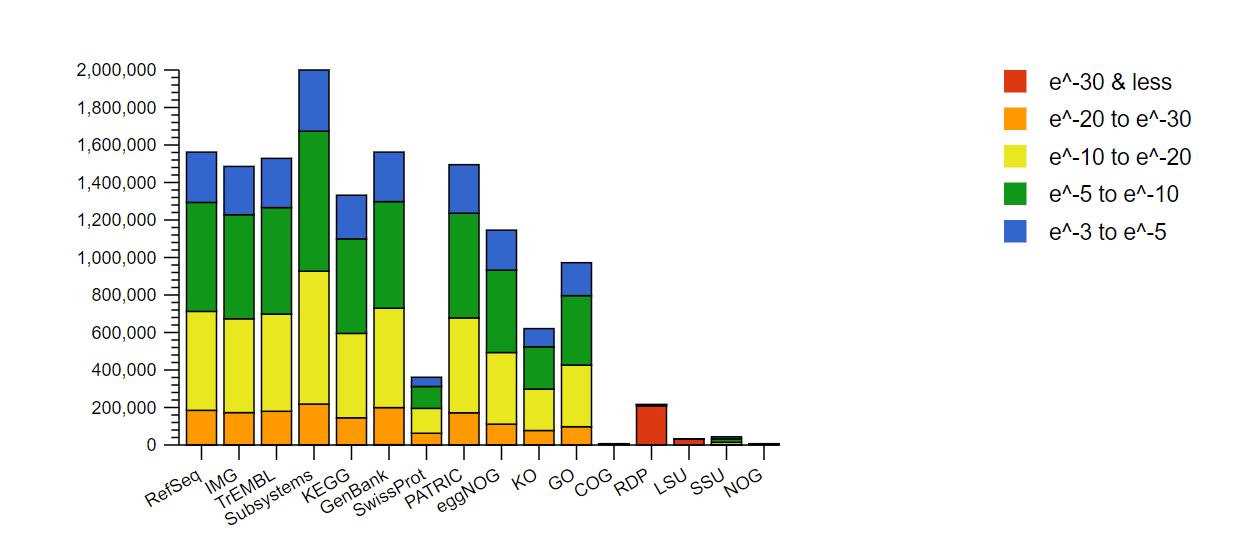 2,000,000
1,800,000
1,600,000
1,400,000
1,200,000
1,000,000
800,000
600,000
400,000
200,000
0
RefSeq
IMG
TrEMBL
Subsystems
KEGG
GenBank
SwissProt
PATRIC
eggNOG
KO
GO
COG
RDP
LSU
SSU
NOG
e^-30 & less
e^-20 to e^-30
e^-10 to e^-20
e^-5 to e^-10
e^-3 to e^-5